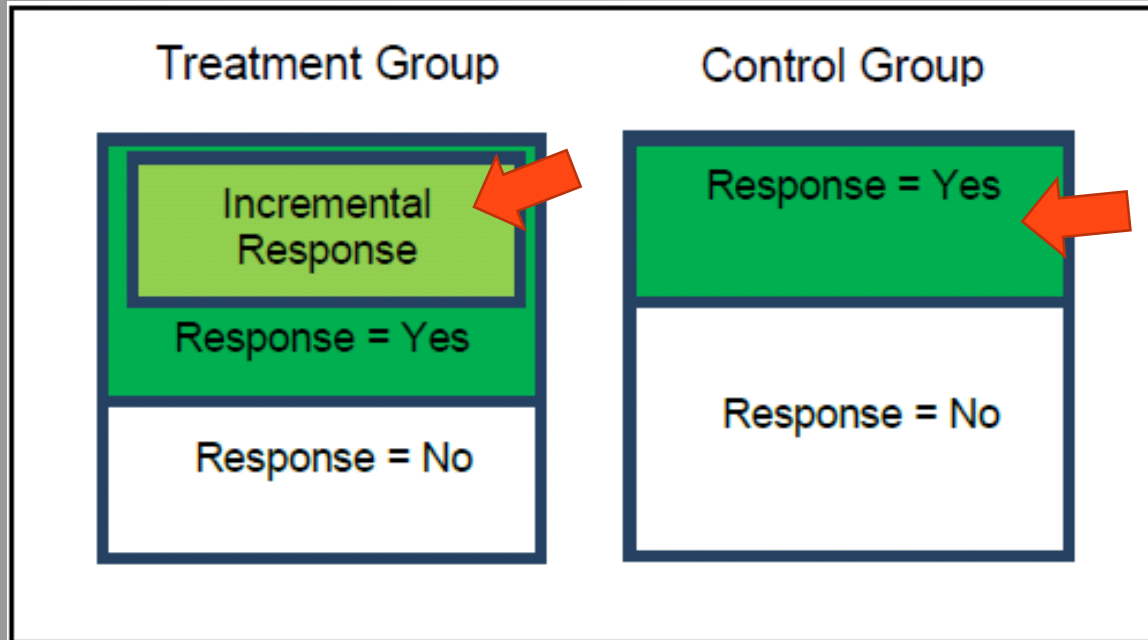 Treatment Group
Control Group
Incremental
Response
Response = Yes
Response = No
Response = Yes
Response = No